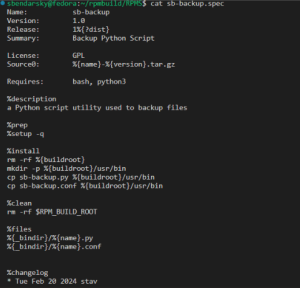 sbendarsky@fedora:~/rpmbuild/RPMS$ cat sb-backup.spec
Name: sb-backup
Version: 1.0
Release: 1%{?dist}
Summary: Backup Python Script
License: GPL
Source0: %{name}-%{version}.tar.gz
Requires: bash, python3
%description
a Python script utility used to backup files
%prep
%setup -q
%install
rm -rf %{buildroot}
mkdir -p %{buildroot}/usr/bin
cp sb-backup.py %{buildroot}/usr/bin
cp sb-backup.conf %{buildroot}/usr/bin
%clean
rm -rf $RPM_BUILD_ROOT
%files
%{_bindir}/%{name}.py
%{_bindir}/%{name}.conf
%changelog
* Tue Feb 20 2024 stav